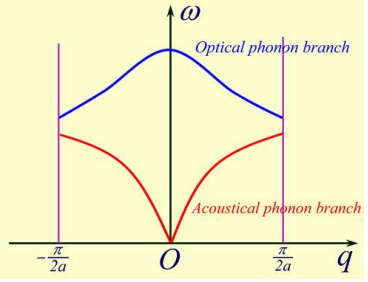 ω
Optical phonon branch
Acoustical phonon branch
-π/2a
O
π/2a
q